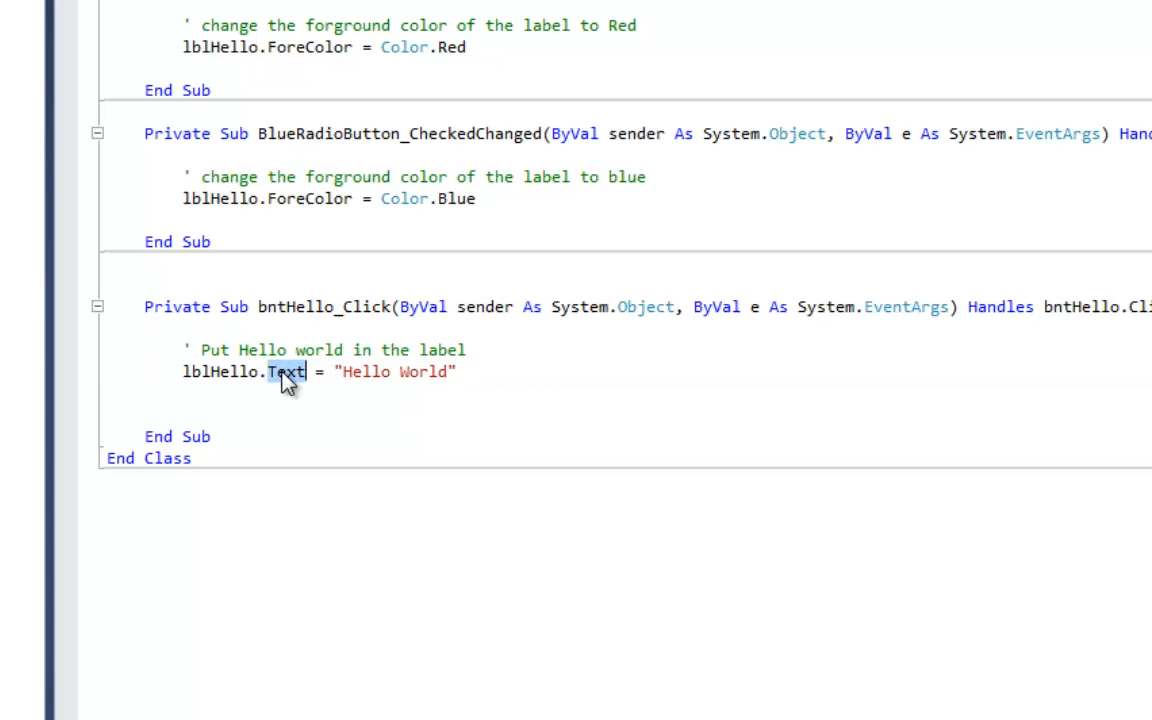 ' change the forground color of the label to Red
lblHello.ForeColor = Color.Red
End Sub
Private Sub BlueRadioButton_CheckedChanged(ByVal sender As System.Object, ByVal e As System.EventArgs) Hand
' change the forground color of the label to blue
lblHello.ForeColor = Color.Blue
End Sub
Private Sub bntHello_Click(ByVal sender As System.Object, ByVal e As System.EventArgs) Handles bntHello.Cli
' Put Hello world in the label
lblHello.Text = "Hello World"
End Sub
End Class